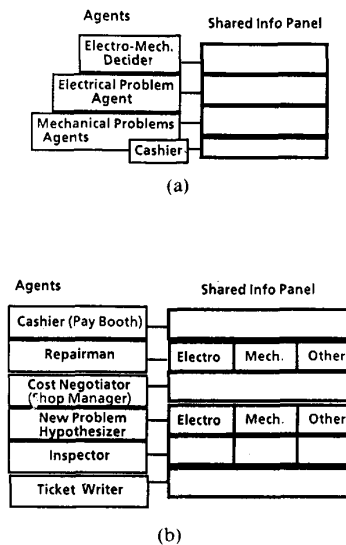 Agents
Shared Info Panel
Electro-Mech.
Decider
Electrical Problem
Agent
Mechanical Problems
Agents
Cashier
(a)
Agents
Shared Info Panel
Cashier (Pay Booth)
Repairman
Electro Mech. Other
Cost Negotiator
(Shop Manager)
New Problem
Hypothesizer
Electro Mech. Other
Inspector
Ticket Writer
(b)